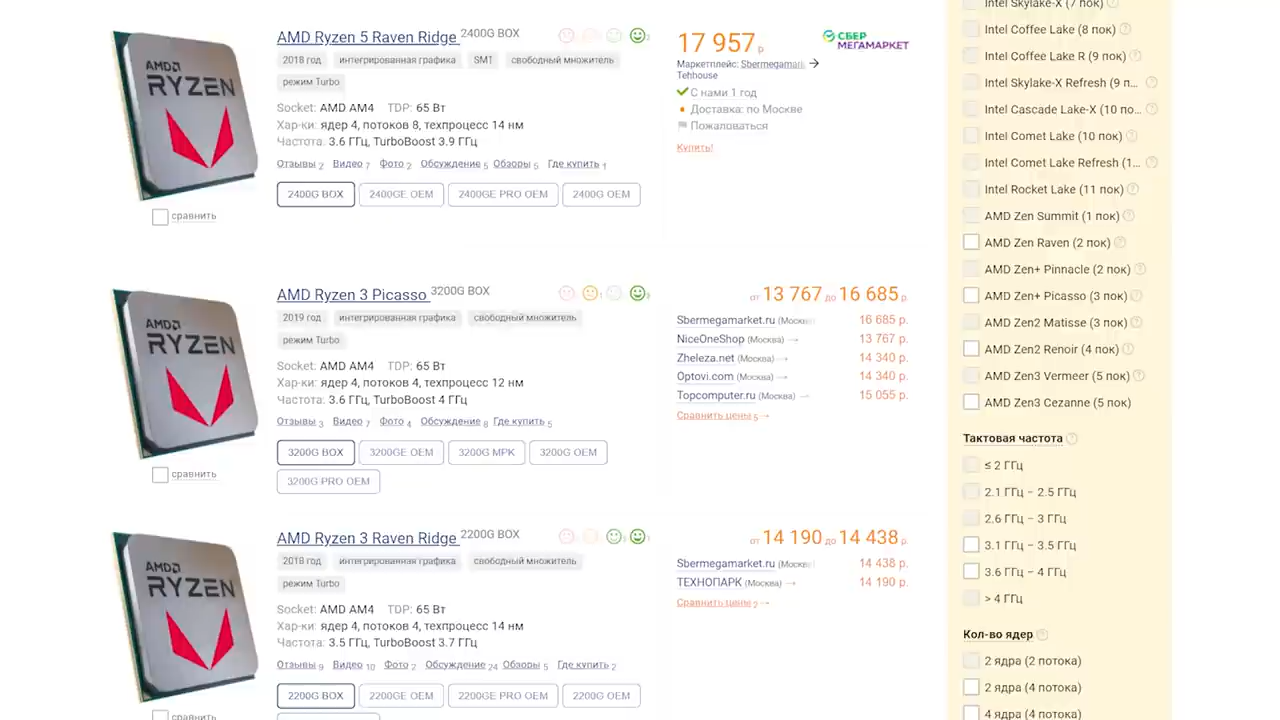 AMD Ryzen 5 Raven Ridge 2400G BOX
2
2018 год интегрированная графика SMT свободный множитель
режим Turbo
Socket: AMD AM4 TDP: 65 Вт
Хар-ки: ядер 4, потоков 8, техпроцесс 14 нм
Частота: 3.6 ГГц, TurboBoost 3.9 ГГц
Отзывы 2 Видео 7 Фото 2 Обсуждение 5 Обзоры 5 Где купить 1
2400G BOX 2400GE OEM 2400GE PRO OEM 2400G OEM
AMD RYZEN
сравнить
17 957 р
СБЕР МЕГАМАРКЕТ
Маркетплейс: Sbermegamark →
Tehhouse
С нами 1 год
Доставка: по Москве
Пожаловаться
Купить!
AMD Ryzen 3 Picasso 3200G BOX
2019 год интегрированная графика свободный множитель
режим Turbo
Socket: AMD AM4 TDP: 65 Вт
Хар-ки: ядер 4, потоков 4, техпроцесс 12 нм
Частота: 3.6 ГГц, TurboBoost 4 ГГц
Отзывы 3 Видео 7 Фото 4 Обсуждение 8 Где купить 5
3200G BOX 3200GE OEM 3200G MPK 3200G OEM
3200G PRO OEM
AMD RYZEN
сравнить
от 13 767 до 16 685 р.
Sbermegamarket.ru (Москва 16 685 р.
NiceOneShop (Москва) → 13 767 р.
Zheleza.net (Москва) → 14 340 р.
Optovi.com (Москва) → 14 340 р.
Topcomputer.ru (Москва) → 15 055 р.
Сравнить цены 5 →
AMD Ryzen 3 Raven Ridge 2200G BOX
2018 год интегрированная графика свободный множитель
режим Turbo
Socket: AMD AM4 TDP: 65 Вт
Хар-ки: ядер 4, потоков 4, техпроцесс 14 нм
Частота: 3.5 ГГц, TurboBoost 3.7 ГГц
Отзывы 9 Видео 10 Фото 2 Обсуждение 24 Обзоры 5 Где купить 2
2200G BOX 2200GE OEM 2200GE PRO OEM 2200G OEM
AMD RYZEN
сравнить
от 14 190 до 14 438 р.
Sbermegamarket.ru (Москва 14 438 р.
ТЕХНОПАРК (Москва) → 14 190 р.
Сравнить цены 2 →
Intel Skylake-X (7 пок)
Intel Coffee Lake (8 пок)
Intel Coffee Lake R (9 пок)
Intel Skylake-X Refresh (9 п...
Intel Cascade Lake-X (10 по...
Intel Comet Lake (10 пок)
Intel Comet Lake Refresh (1...
Intel Rocket Lake (11 пок)
AMD Zen Summit (1 пок)
AMD Zen Raven (2 пок)
AMD Zen+ Pinnacle (2 пок)
AMD Zen+ Picasso (3 пок)
AMD Zen2 Matisse (3 пок)
AMD Zen2 Renoir (4 пок)
AMD Zen3 Vermeer (5 пок)
AMD Zen3 Cezanne (5 пок)
Тактовая частота
≤ 2 ГГц
2.1 ГГц – 2.5 ГГц
2.6 ГГц – 3 ГГц
3.1 ГГц – 3.5 ГГц
3.6 ГГц – 4 ГГц
> 4 ГГц
Кол-во ядер
2 ядра (2 потока)
2 ядра (4 потока)
4 ядра (4 потока)